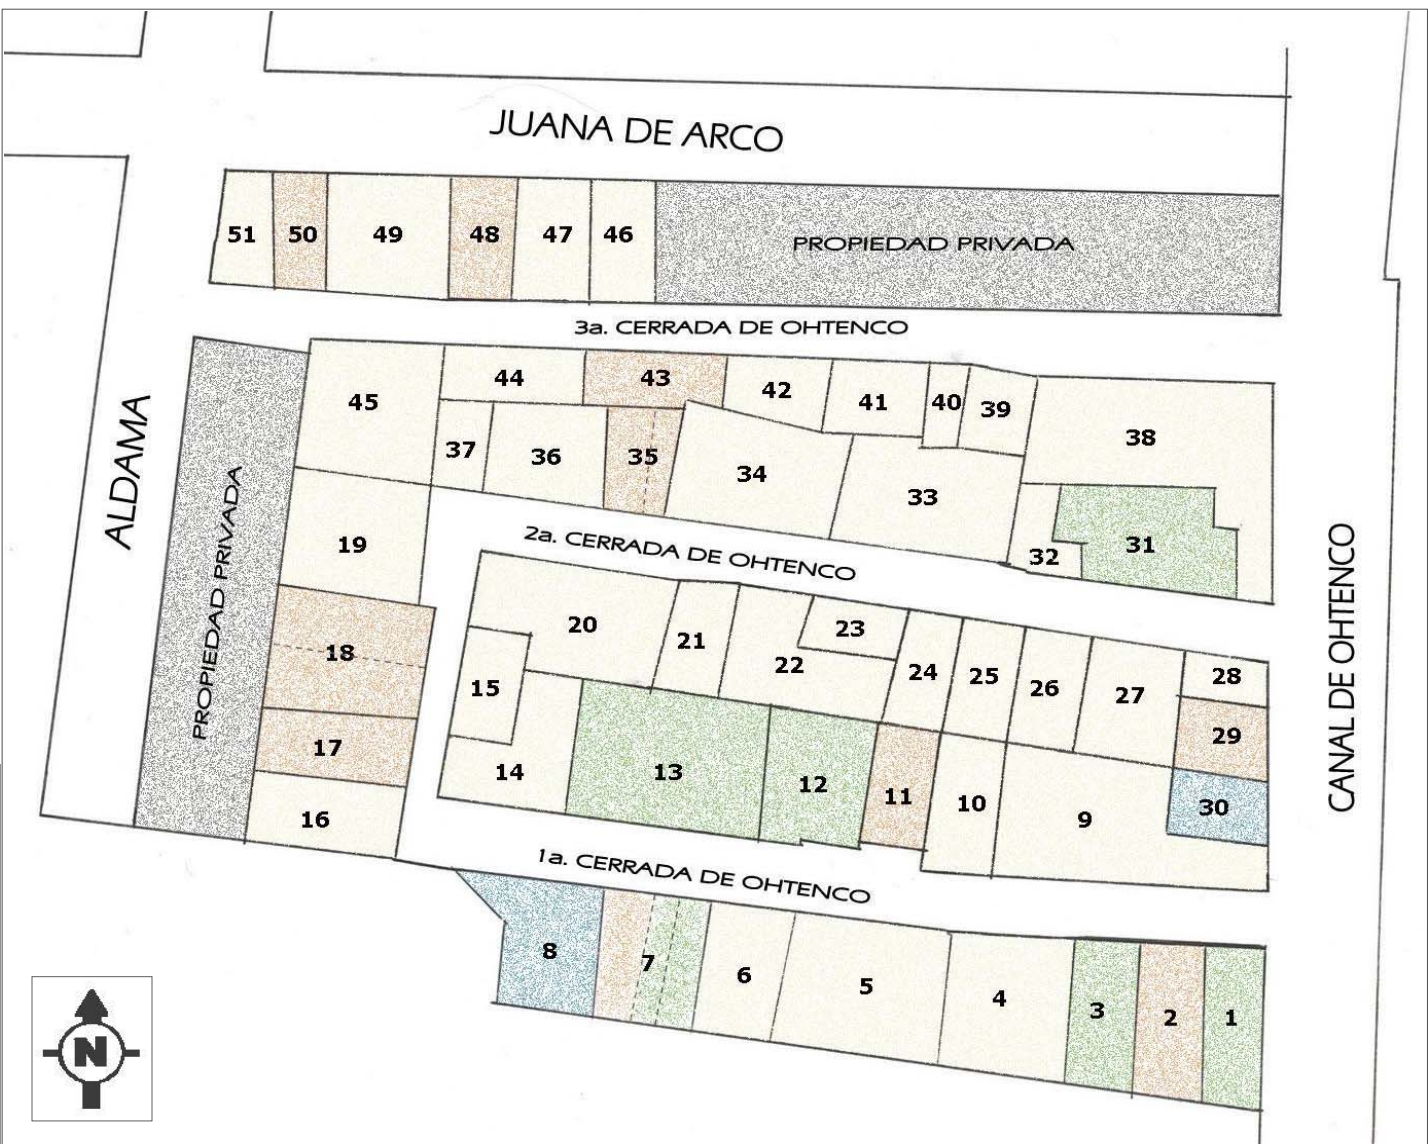 JUANA DE ARCO
51 50 49 48 47 46
PROPIEDAD PRIVADA
3a. CERRADA DE OHTENCO
45 44 43 42 41 40 39 38
37 36 35 34 33
ALDAMA
PROPIEDAD PRIVADA
19
2a. CERRADA DE OHTENCO
32 31
CANAL DE OHTENCO
18 20 21 22 23 24 25 26 27 28
15 29
17 14 13 12 11 10 9 30
16
1a. CERRADA DE OHTENCO
8 7 6 5 4 3 2 1
N